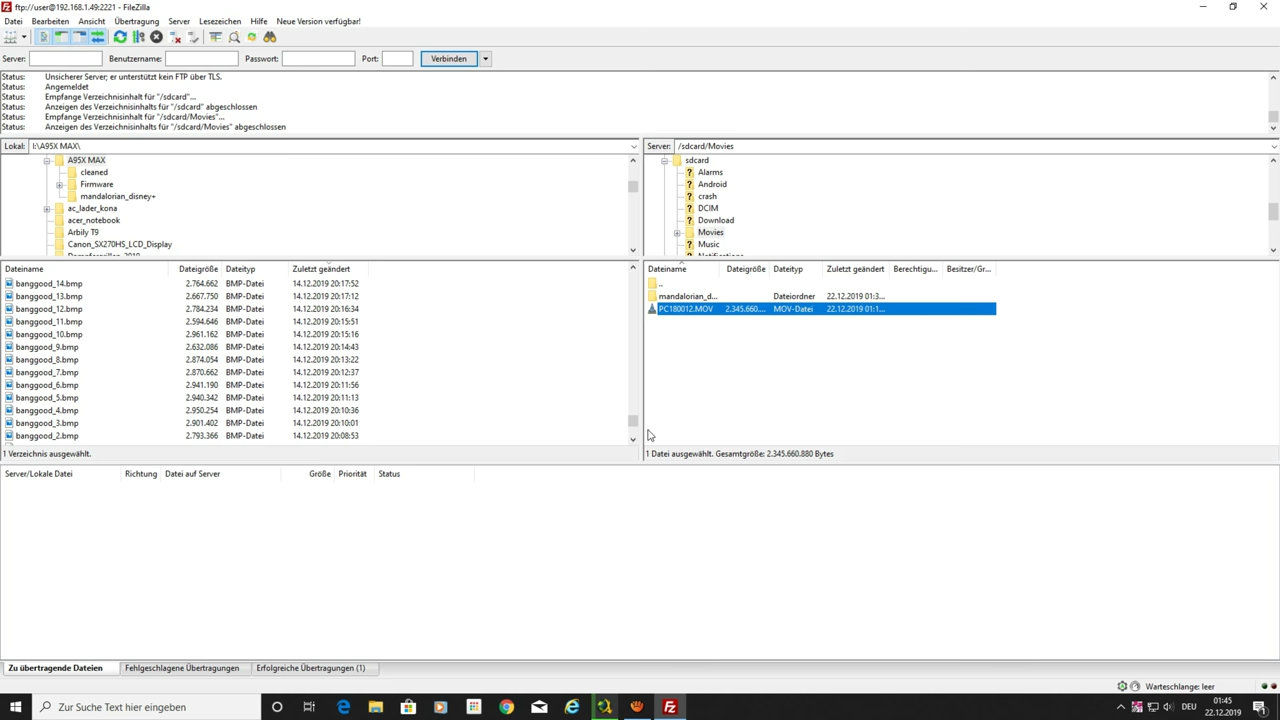 ftp://user@192.168.1.49:2221 - FileZilla
Datei Bearbeiten Ansicht Übertragung Server Lesezeichen Hilfe Neue Version verfügbar!
Server: Benutzername: Passwort: Port: Verbinden
Status: Unsicherer Server; er unterstützt kein FTP über TLS.
Status: Angemeldet
Status: Empfange Verzeichnisinhalt für "/sdcard"...
Status: Anzeigen des Verzeichnisinhalts für "/sdcard" abgeschlossen
Status: Empfange Verzeichnisinhalt für "/sdcard/Movies"...
Status: Anzeigen des Verzeichnisinhalts für "/sdcard/Movies" abgeschlossen
Lokal: I:\A95X MAX\
A95X MAX
cleaned
Firmware
mandalorian_disney+
ac_lader_kona
acer_notebook
Arbily T9
Canon_SX270HS_LCD_Display
Server: /sdcard/Movies
sdcard
Alarms
Android
crash
DCIM
Download
Movies
Music
Dateiname Dateigröße Dateityp Zuletzt geändert
banggood_14.bmp 2.764.662 BMP-Datei 14.12.2019 20:17:52
banggood_13.bmp 2.667.750 BMP-Datei 14.12.2019 20:17:12
banggood_12.bmp 2.784.234 BMP-Datei 14.12.2019 20:16:34
banggood_11.bmp 2.594.646 BMP-Datei 14.12.2019 20:15:51
banggood_10.bmp 2.961.162 BMP-Datei 14.12.2019 20:15:16
banggood_9.bmp 2.632.086 BMP-Datei 14.12.2019 20:14:43
banggood_8.bmp 2.874.054 BMP-Datei 14.12.2019 20:13:22
banggood_7.bmp 2.870.662 BMP-Datei 14.12.2019 20:12:37
banggood_6.bmp 2.941.190 BMP-Datei 14.12.2019 20:11:56
banggood_5.bmp 2.940.342 BMP-Datei 14.12.2019 20:11:13
banggood_4.bmp 2.950.254 BMP-Datei 14.12.2019 20:10:36
banggood_3.bmp 2.901.402 BMP-Datei 14.12.2019 20:10:01
banggood_2.bmp 2.793.366 BMP-Datei 14.12.2019 20:08:53
1 Verzeichnis ausgewählt.
Dateiname Dateigröße Dateityp Zuletzt geändert Berechtigu... Besitzer/Gr...
..
mandalorian_d... Dateiordner 22.12.2019 01:3...
PC180012.MOV 2.345.660.... MOV-Datei 22.12.2019 01:1...
1 Datei ausgewählt. Gesamtgröße: 2.345.660.880 Bytes
Server/Lokale Datei Richtung Datei auf Server Größe Priorität Status
Zu übertragende Dateien Fehlgeschlagene Übertragungen Erfolgreiche Übertragungen (1)
Warteschlange: leer
Zur Suche Text hier eingeben
DEU
01:45
22.12.2019